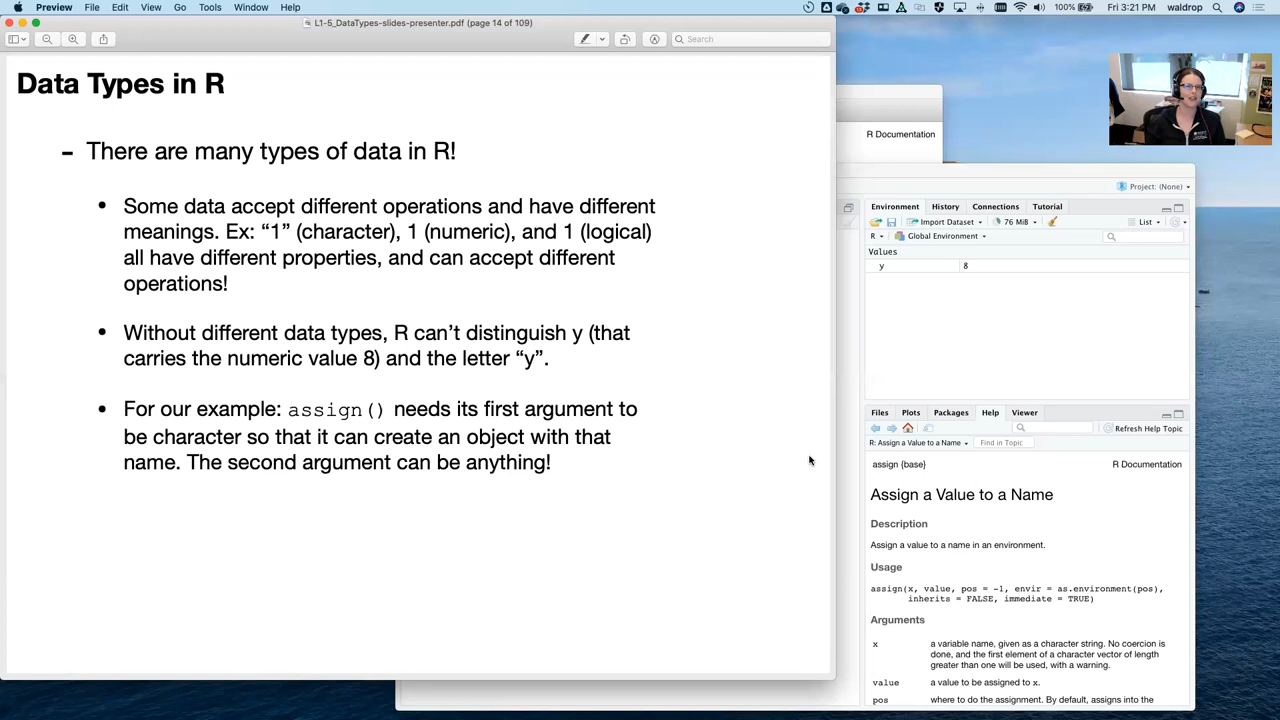 Preview File Edit View Go Tools Window Help 100% Fri 3:21 PM waldrop
L1-5_DataTypes-slides-presenter.pdf (page 14 of 109)
Search
Data Types in R
- There are many types of data in R!
• Some data accept different operations and have different
meanings. Ex: “1” (character), 1 (numeric), and 1 (logical)
all have different properties, and can accept different
operations!
• Without different data types, R can’t distinguish y (that
carries the numeric value 8) and the letter “y”.
• For our example: assign() needs its first argument to
be character so that it can create an object with that
name. The second argument can be anything!
R Documentation
Project: (None)
Environment History Connections Tutorial
Import Dataset 76 MiB List
R Global Environment
Values
y 8
Files Plots Packages Help Viewer
Refresh Help Topic
R: Assign a Value to a Name Find in Topic
assign {base} R Documentation
Assign a Value to a Name
Description
Assign a value to a name in an environment.
Usage
assign(x, value, pos = -1, envir = as.environment(pos),
inherits = FALSE, immediate = TRUE)
Arguments
x a variable name, given as a character string. No coercion is
done, and the first element of a character vector of length
greater than one will be used, with a warning.
value a value to be assigned to x.
pos where to do the assignment. By default, assigns into the